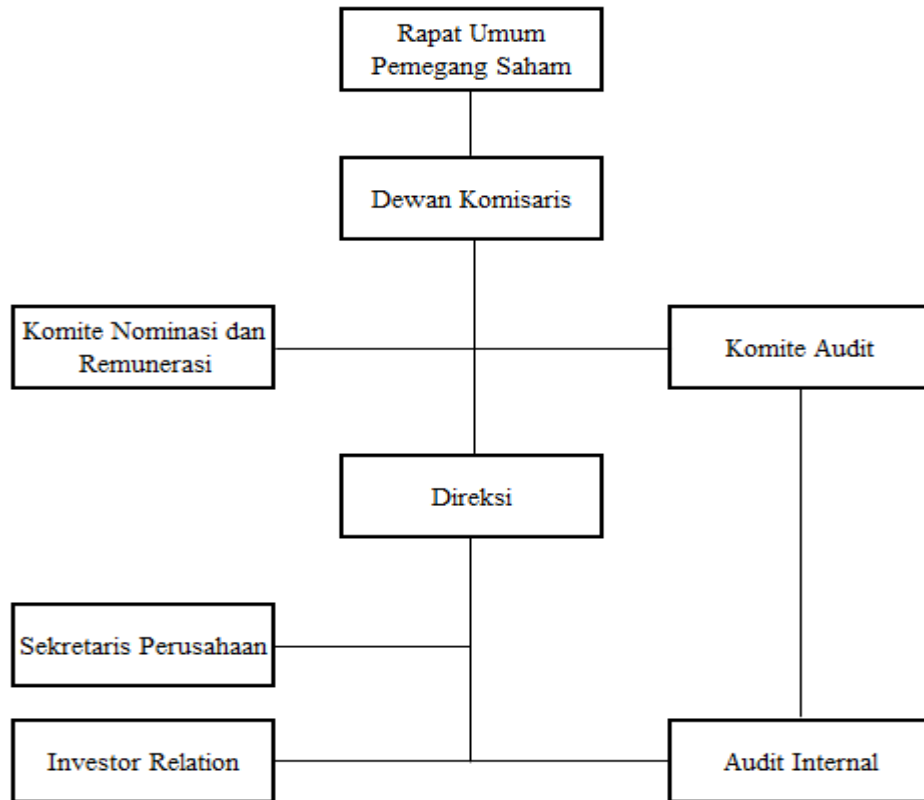 Rapat Umum
Pemegang Saham
Dewan Komisaris
Komite Nominasi dan
Remunerasi
Komite Audit
Direksi
Sekretaris Perusahaan
Investor Relation
Audit Internal